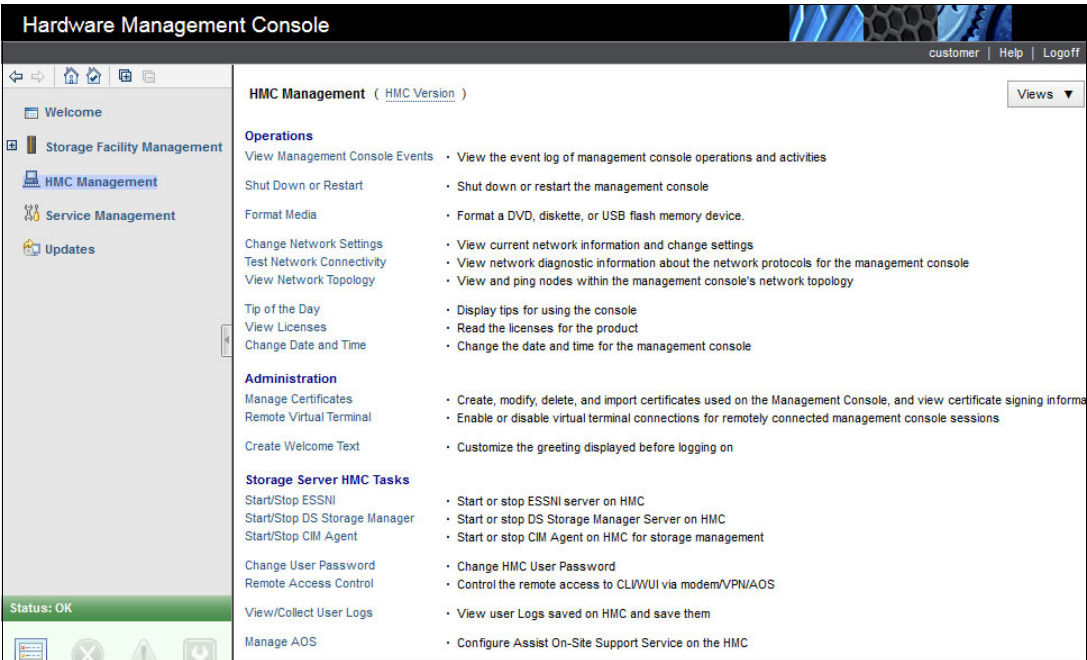 Hardware Management Console
customer | Help | Logoff
HMC Management ( HMC Version )
Views ▼
Welcome
Storage Facility Management
HMC Management
Service Management
Updates
Operations
View Management Console Events · View the event log of management console operations and activities
Shut Down or Restart · Shut down or restart the management console
Format Media · Format a DVD, diskette, or USB flash memory device.
Change Network Settings · View current network information and change settings
Test Network Connectivity · View network diagnostic information about the network protocols for the management console
View Network Topology · View and ping nodes within the management console's network topology
Tip of the Day · Display tips for using the console
View Licenses · Read the licenses for the product
Change Date and Time · Change the date and time for the management console
Administration
Manage Certificates · Create, modify, delete, and import certificates used on the Management Console, and view certificate signing informa
Remote Virtual Terminal · Enable or disable virtual terminal connections for remotely connected management console sessions
Create Welcome Text · Customize the greeting displayed before logging on
Storage Server HMC Tasks
Start/Stop ESSNI · Start or stop ESSNI server on HMC
Start/Stop DS Storage Manager · Start or stop DS Storage Manager Server on HMC
Start/Stop CIM Agent · Start or stop CIM Agent on HMC for storage management
Change User Password · Change HMC User Password
Remote Access Control · Control the remote access to CLI/WUI via modem/VPN/AOS
View/Collect User Logs · View user Logs saved on HMC and save them
Manage AOS · Configure Assist On-Site Support Service on the HMC
Status: OK